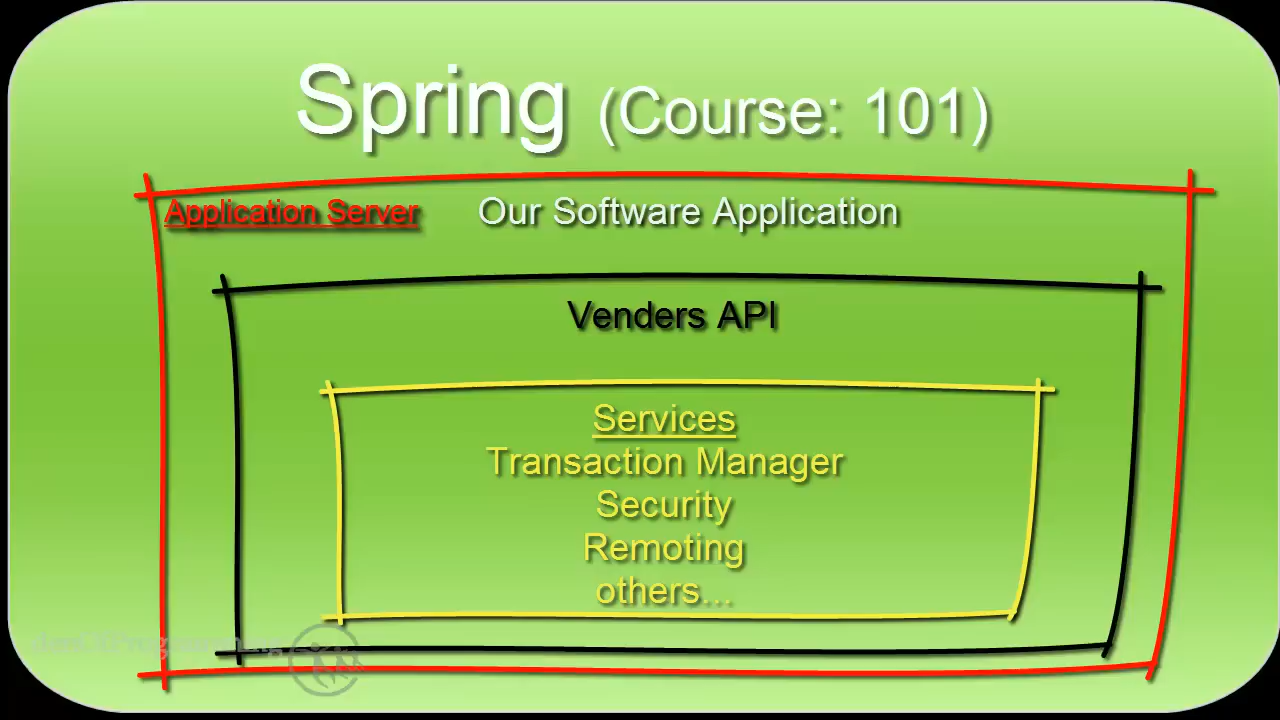 Spring (Course: 101)
Application Server Our Software Application
Venders API
Services
Transaction Manager
Security
Remoting
others...